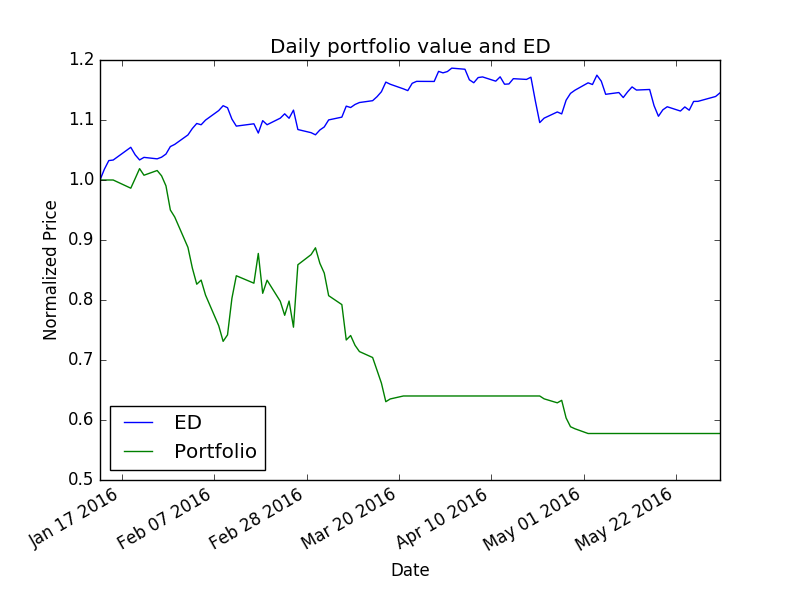 Daily portfolio value and ED
1.2
1.1
1.0
0.9
0.8
0.7
0.6
0.5
Normalized Price
ED
Portfolio
Jan 17 2016
Feb 07 2016
Feb 28 2016
Mar 20 2016
Apr 10 2016
May 01 2016
May 22 2016
Date